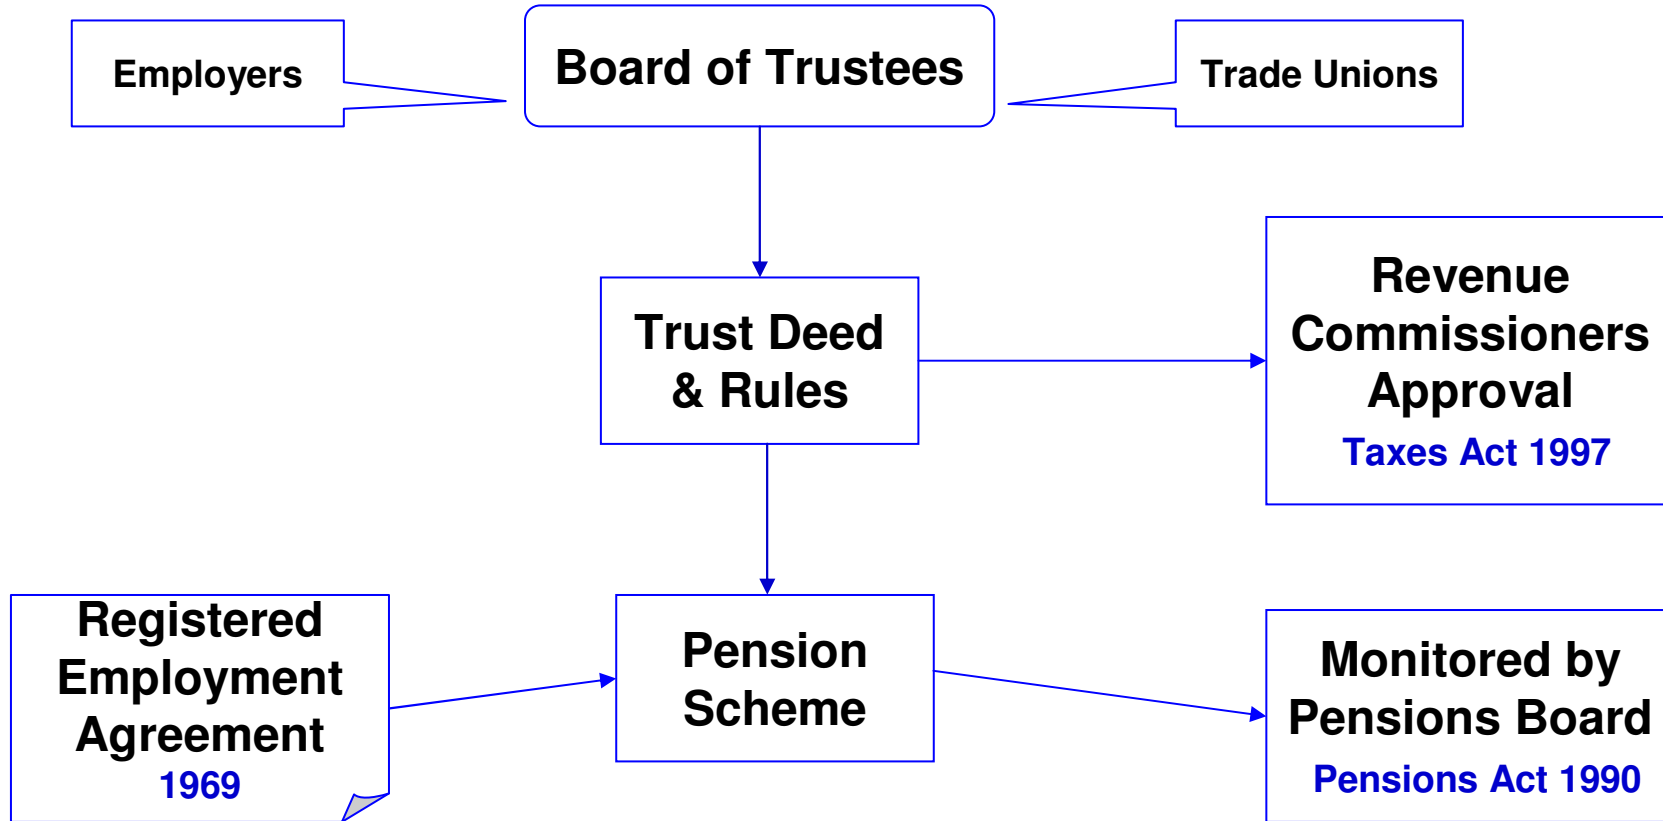 Employers
Board of Trustees
Trade Unions
Trust Deed
& Rules
Revenue
Commissioners
Approval
Taxes Act 1997
Registered
Employment
Agreement
1969
Pension
Scheme
Monitored by
Pensions Board
Pensions Act 1990